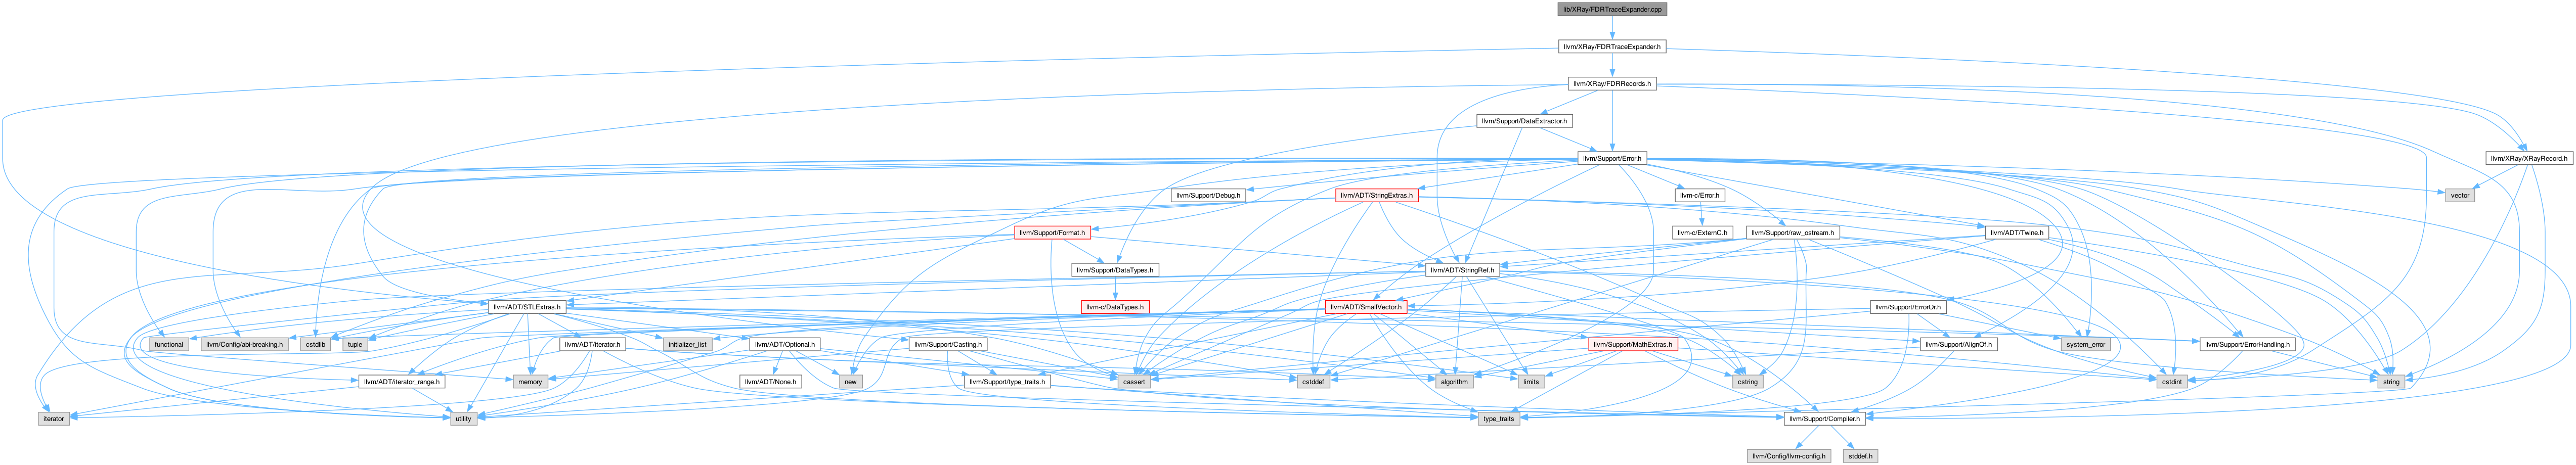 lib/XRay/FDRTraceExpander.cpp
llvm/XRay/FDRTraceExpander.h
llvm/XRay/FDRRecords.h
llvm/Support/DataExtractor.h
llvm/Support/Error.h
llvm/XRay/XRayRecord.h
llvm/Support/Debug.h
llvm/ADT/StringExtras.h
llvm-c/Error.h
vector
llvm/Support/Format.h
llvm-c/ExternC.h
llvm/Support/raw_ostream.h
llvm/ADT/Twine.h
llvm/Support/DataTypes.h
llvm/ADT/StringRef.h
llvm/ADT/STLExtras.h
llvm-c/DataTypes.h
llvm/ADT/SmallVector.h
llvm/Support/ErrorOr.h
functional
llvm/Config/abi-breaking.h
cstdlib
tuple
llvm/ADT/iterator.h
initializer_list
llvm/ADT/Optional.h
llvm/Support/Casting.h
llvm/Support/MathExtras.h
llvm/Support/AlignOf.h
system_error
llvm/Support/ErrorHandling.h
llvm/ADT/iterator_range.h
memory
llvm/ADT/None.h
new
llvm/Support/type_traits.h
cassert
cstddef
algorithm
limits
cstring
cstdint
string
iterator
utility
type_traits
llvm/Support/Compiler.h
llvm/Config/llvm-config.h
stddef.h